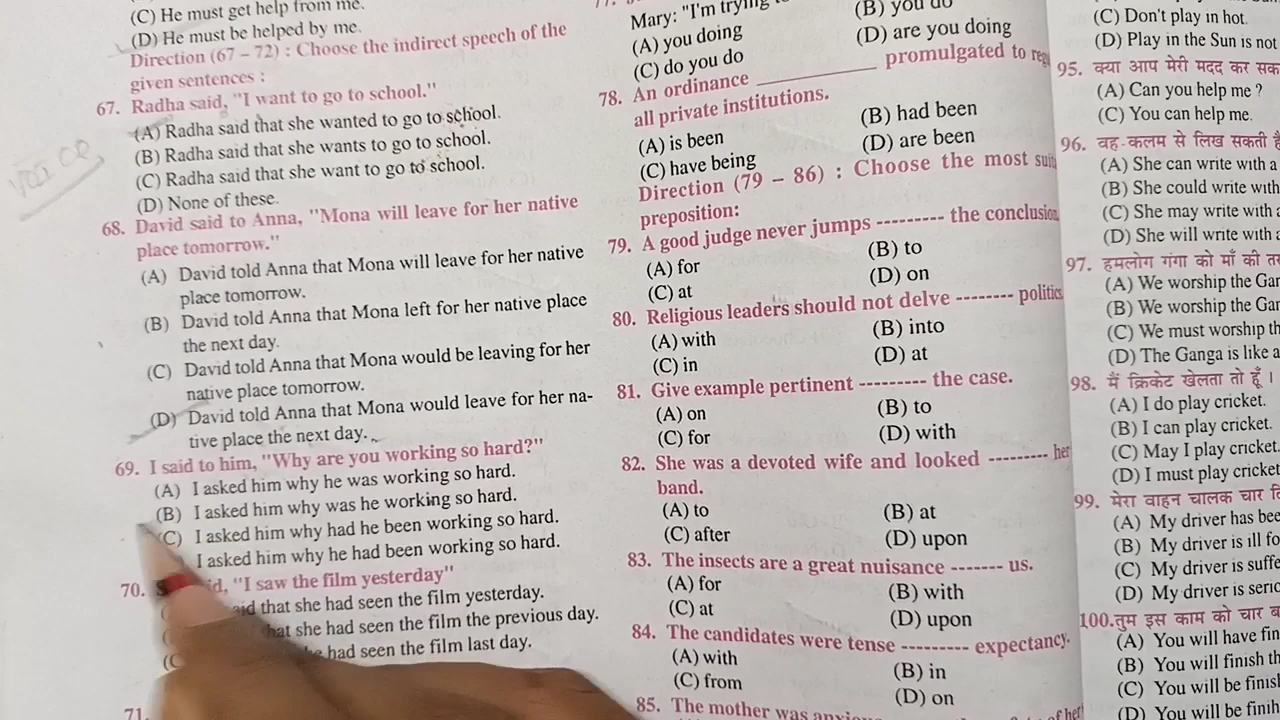 (C) He must get help from me.
(D) He must be helped by me.
Direction (67 – 72) : Choose the indirect speech of the
given sentences :
67. Radha said, "I want to go to school."
(A) Radha said that she wanted to go to school.
(B) Radha said that she wants to go to school.
(C) Radha said that she want to go to school.
(D) None of these.
68. David said to Anna, "Mona will leave for her native
place tomorrow."
(A) David told Anna that Mona will leave for her native
place tomorrow.
(B) David told Anna that Mona left for her native place
the next day.
(C) David told Anna that Mona would be leaving for her
native place tomorrow.
(D) David told Anna that Mona would leave for her na-
tive place the next day.
69. I said to him, "Why are you working so hard?"
(A) I asked him why he was working so hard.
(B) I asked him why was he working so hard.
(C) I asked him why had he been working so hard.
I asked him why he had been working so hard.
70. "I saw the film yesterday"
that she had seen the film yesterday.
that she had seen the film the previous day.
had seen the film last day.
71.
Mary: "I'm trying
(A) you doing
(B) you do
(C) do you do
(D) are you doing
78. An ordinance ________ promulgated to
all private institutions.
(A) is been
(B) had been
(C) have being
(D) are been
Direction (79 – 86) : Choose the most
preposition:
79. A good judge never jumps --------- the conclusion.
(A) for
(B) to
(C) at
(D) on
80. Religious leaders should not delve -------- politics
(A) with
(B) into
(C) in
(D) at
81. Give example pertinent --------- the case.
(A) on
(B) to
(C) for
(D) with
82. She was a devoted wife and looked --------- her
band.
(A) to
(B) at
(C) after
(D) upon
83. The insects are a great nuisance ------- us.
(A) for
(B) with
(C) at
(D) upon
84. The candidates were tense --------- expectancy.
(A) with
(B) in
(C) from
(D) on
85. The mother was
(C) Don't play in hot.
(D) Play in the Sun is not
95. क्या आप मेरी मदद कर
(A) Can you help me ?
(C) You can help me.
96. वह कलम से लिख सकती
(A) She can write with a
(B) She could write with
(C) She may write with
(D) She will write with
97. हमलोग गंगा को माँ की
(A) We worship the
(B) We worship the
(C) We must worship
(D) The Ganga is like a
98. मैं क्रिकेट खेलता तो हूँ ।
(A) I do play cricket.
(B) I can play cricket.
(C) May I play cricket
(D) I must play cricket
99. मेरा वाहन चालक चार
(A) My driver has
(B) My driver is ill
(C) My driver is
(D) My driver is
100. तुम इस काम को चार
(A) You will have
(B) You will finish
(C) You will be
(D) You will be